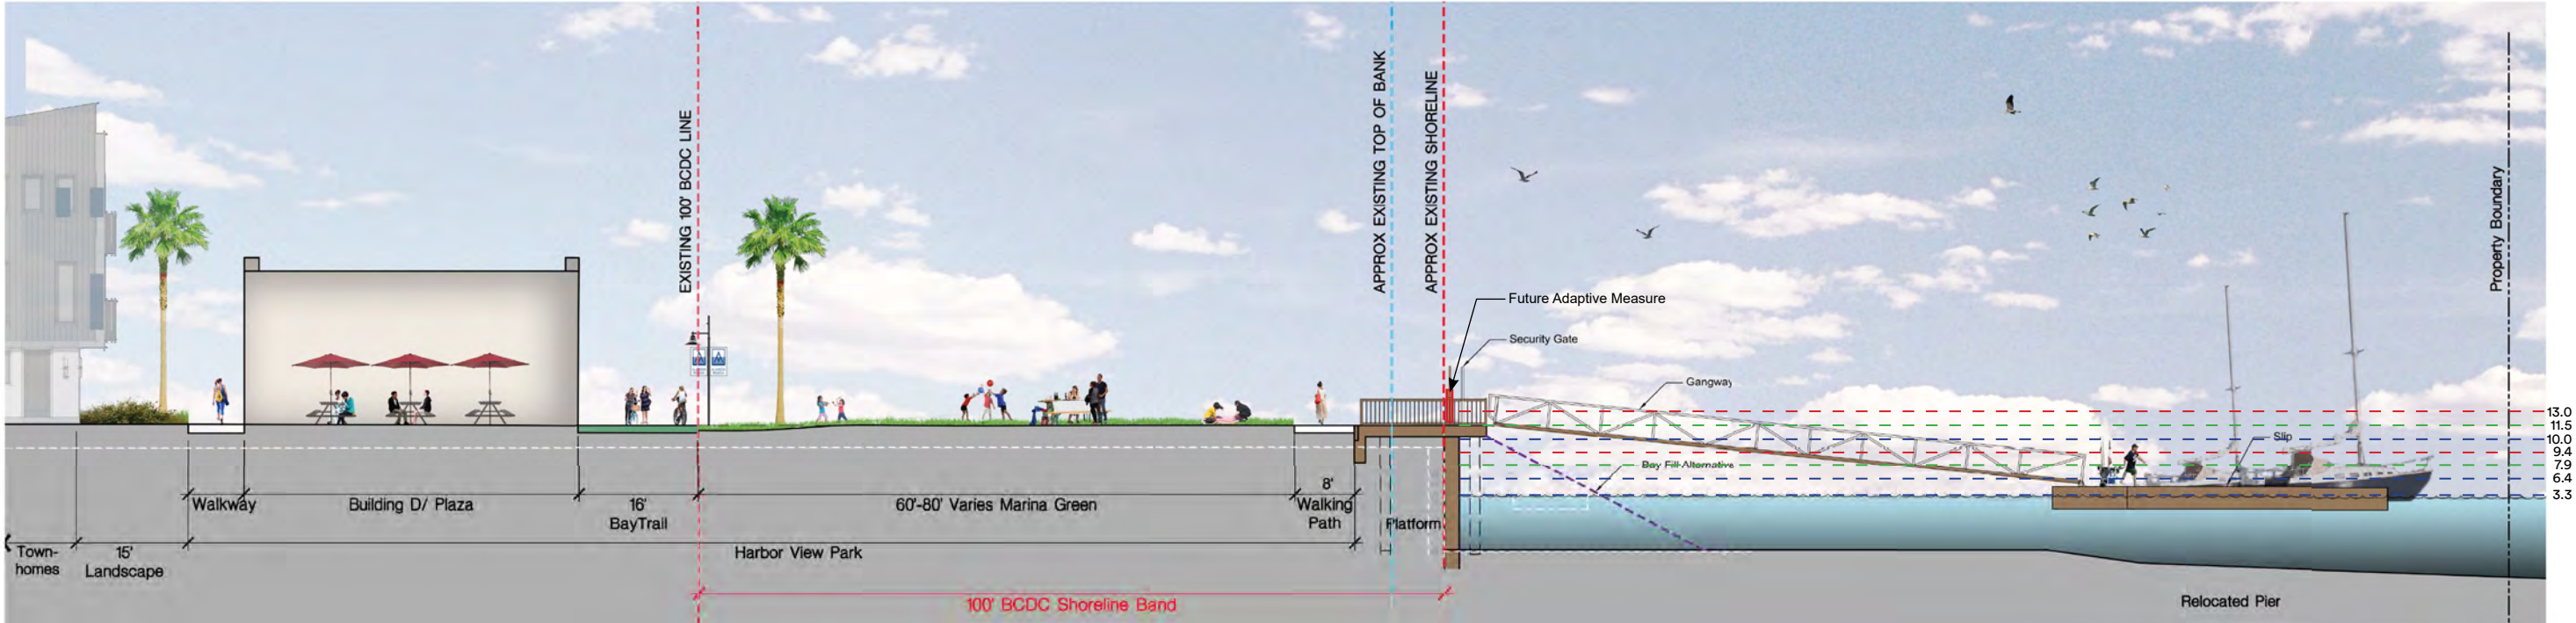 EXISTING 100' BCDC LINE
APPROX EXISTING TOP OF BANK
APPROX EXISTING SHORELINE
Property Boundary
Future Adaptive Measure
Security Gate
Gangway
Slip
Bay Fill Alternative
13.0
11.5
10.0
9.4
7.9
6.4
3.3
Walkway
Building D/ Plaza
16'
BayTrail
60'-80' Varies Marina Green
8'
Walking
Path
Platform
Town-
homes
15'
Landscape
Harbor View Park
100' BCDC Shoreline Band
Relocated Pier